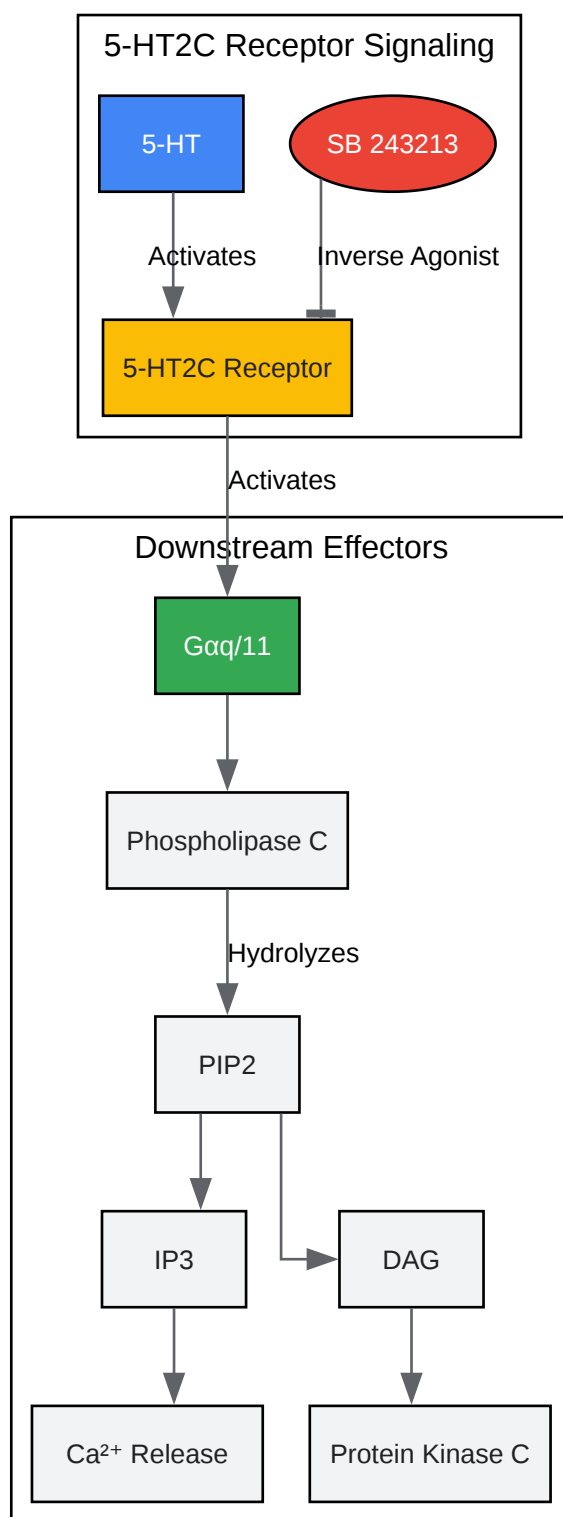 5-HT2C Receptor Signaling
5-HT
SB 243213
Activates
Inverse Agonist
5-HT2C Receptor
Activates
Downstream Effectors
Gαq/11
Phospholipase C
Hydrolyzes
PIP2
IP3
DAG
Ca²⁺ Release
Protein Kinase C